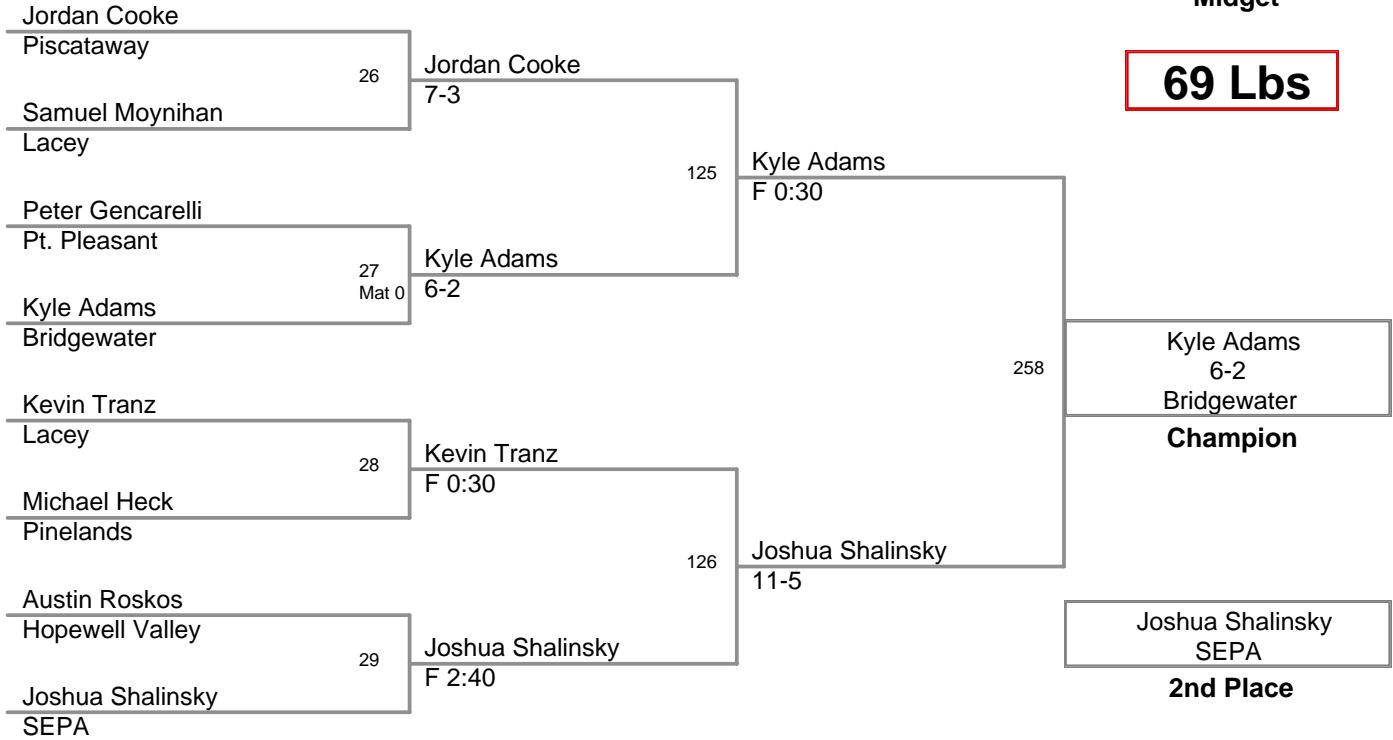 Midget
69 Lbs
Jordan Cooke
Piscataway
26
Samuel Moynihan
Lacey
Jordan Cooke
7-3
125
Peter Gencarelli
Pt. Pleasant
27
Mat 0
Kyle Adams
Bridgewater
Kyle Adams
6-2
Kyle Adams
F 0:30
258
Kevin Tranz
Lacey
28
Michael Heck
Pinelands
Kevin Tranz
F 0:30
126
Austin Roskos
Hopewell Valley
29
Joshua Shalinsky
SEPA
Joshua Shalinsky
F 2:40
Joshua Shalinsky
11-5
Kyle Adams
6-2
Bridgewater
Champion
Joshua Shalinsky
SEPA
2nd Place